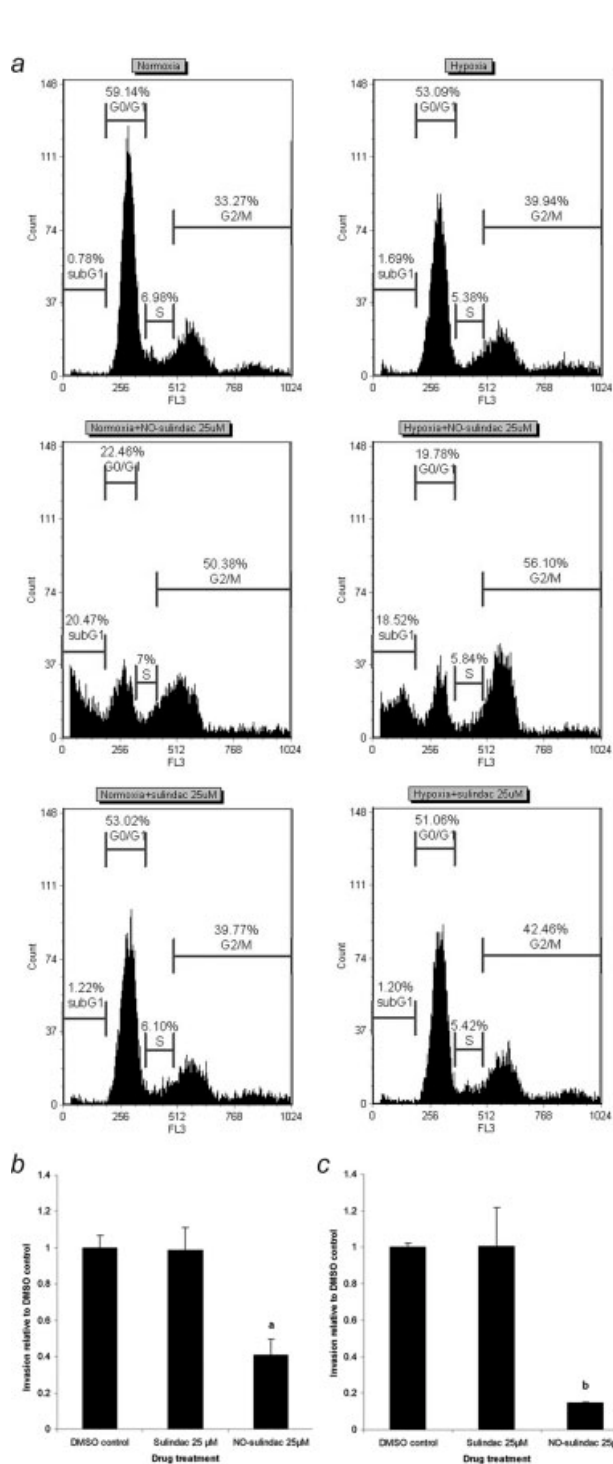 a
Normoxia
148
111
74
37
0
Count
59.14%
G0/G1
33.27%
G2/M
0.78%
subG1
6.98%
S
0 256 512 768 1024
FL3
Hypoxia
148
111
74
37
0
Count
53.09%
G0/G1
39.94%
G2/M
1.69%
subG1
5.38%
S
0 256 512 768 1024
FL3
Normoxia+NO-sulindac 25uM
148
111
74
37
0
Count
22.46%
G0/G1
50.38%
G2/M
20.47%
subG1
7%
S
0 256 512 768 1024
FL3
Hypoxia+NO-sulindac 25uM
148
111
74
37
0
Count
19.78%
G0/G1
56.10%
G2/M
18.52%
subG1
5.84%
S
0 256 512 768 1024
FL3
Normoxia+sulindac 25uM
148
111
74
37
0
Count
53.02%
G0/G1
39.77%
G2/M
1.22%
subG1
6.10%
S
0 256 512 768 1024
FL3
Hypoxia+sulindac 25uM
148
111
74
37
0
Count
51.06%
G0/G1
42.46%
G2/M
1.20%
subG1
5.42%
S
0 256 512 768 1024
FL3
b
Invasion relative to DMSO control
1.4
1.2
1
0.8
0.6
0.4
0.2
0
a
DMSO control Sulindac 25 µM NO-sulindac 25µM
Drug treatment
c
Invasion relative to DMSO control
1.4
1.2
1
0.8
0.6
0.4
0.2
0
b
DMSO control Sulindac 25µM NO-sulindac 25µ
Drug treatment